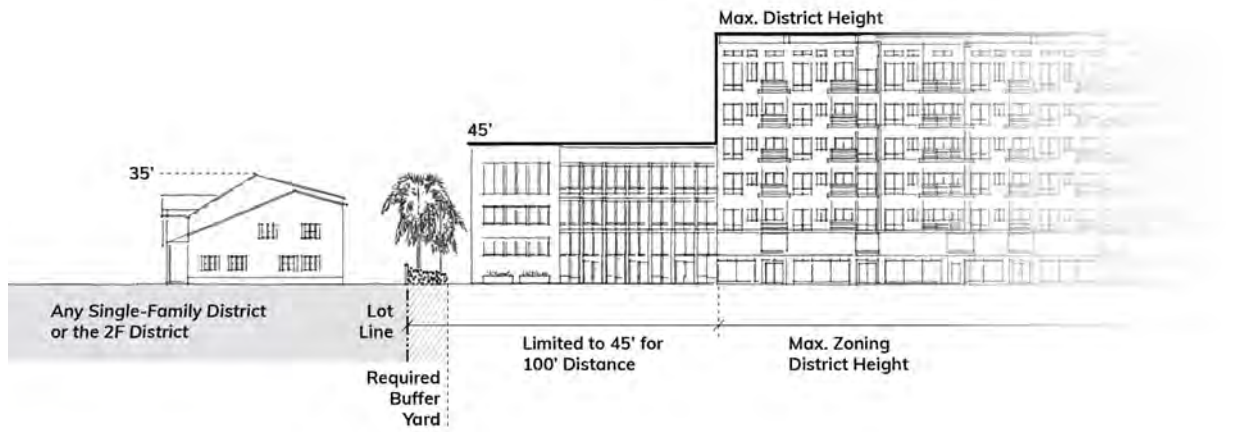 Max. District Height
45'
35'
Any Single-Family District
or the 2F District
Lot
Line
Required
Buffer
Yard
Limited to 45' for
100' Distance
Max. Zoning
District Height